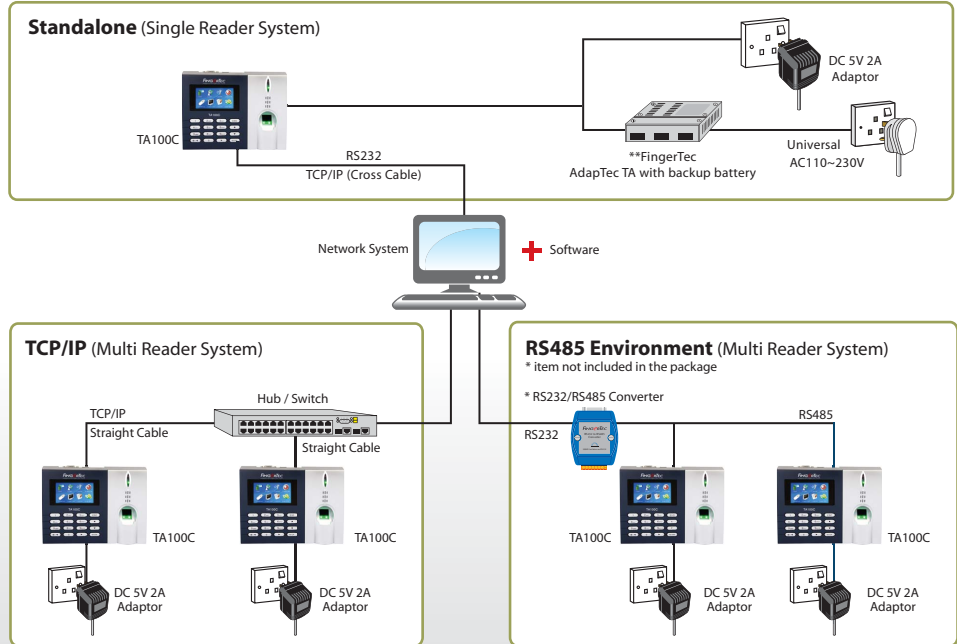 Standalone (Single Reader System)
DC 5V 2A
Adaptor
TA100C
RS232
TCP/IP (Cross Cable)
**FingerTec
AdapTec TA with backup battery
Universal
AC110~230V
Network System
Software
TCP/IP (Multi Reader System)
Hub / Switch
TCP/IP
Straight Cable
Straight Cable
TA100C
TA100C
DC 5V 2A
Adaptor
DC 5V 2A
Adaptor
RS485 Environment (Multi Reader System)
* item not included in the package
* RS232/RS485 Converter
RS485
RS232
TA100C
TA100C
DC 5V 2A
Adaptor
DC 5V 2A
Adaptor